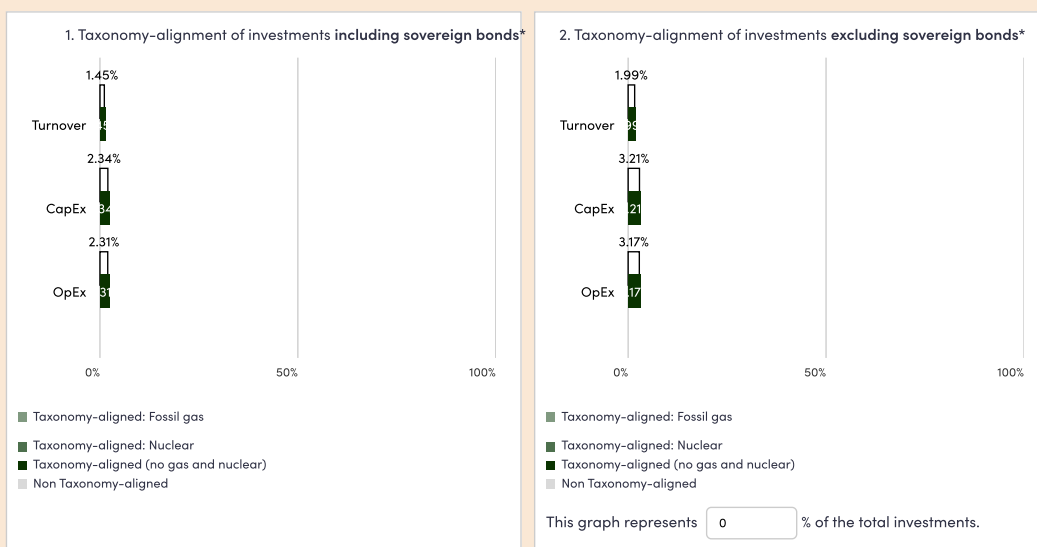 1. Taxonomy-alignment of investments including sovereign bonds*
1.45%
Turnover
2.34%
CapEx
2.31%
OpEx
0% 50% 100%
Taxonomy-aligned: Fossil gas
Taxonomy-aligned: Nuclear
Taxonomy-aligned (no gas and nuclear)
Non Taxonomy-aligned
2. Taxonomy-alignment of investments excluding sovereign bonds*
1.99%
Turnover
3.21%
CapEx
3.17%
OpEx
0% 50% 100%
Taxonomy-aligned: Fossil gas
Taxonomy-aligned: Nuclear
Taxonomy-aligned (no gas and nuclear)
Non Taxonomy-aligned
This graph represents 0 % of the total investments.